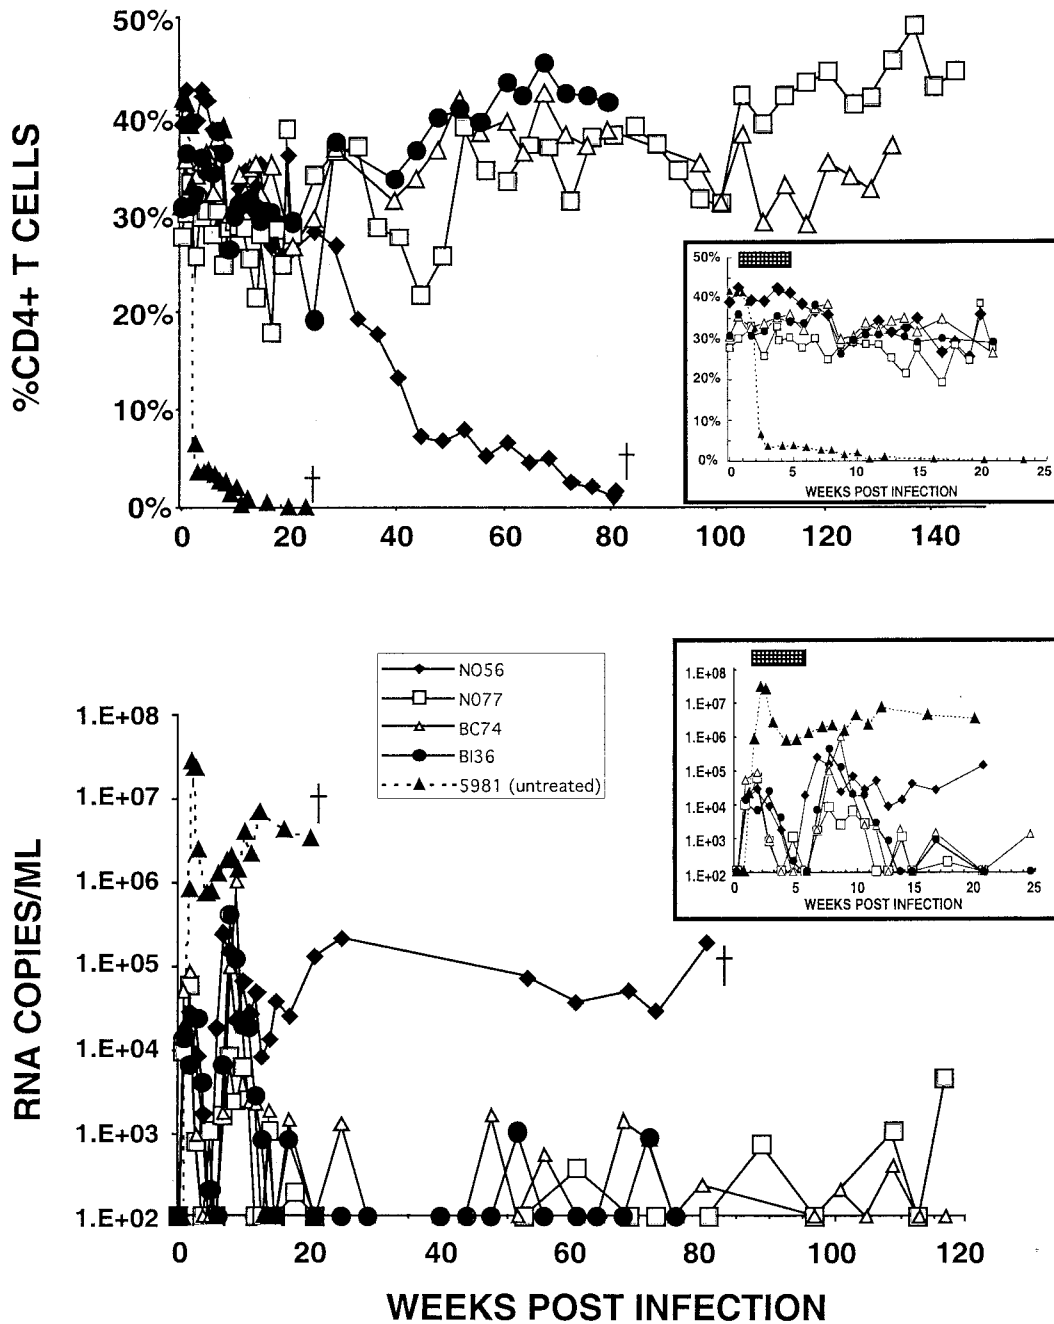 %CD4+ T CELLS
50%
40%
30%
20%
10%
0%
0 20 40 60 80 100 120 140
50%
40%
30%
20%
10%
0%
0 5 10 15 20 25
WEEKS POST INFECTION
RNA COPIES/ML
1.E+08
1.E+07
1.E+06
1.E+05
1.E+04
1.E+03
1.E+02
0 20 40 60 80 100 120
WEEKS POST INFECTION
NO56
N077
BC74
BI36
5981 (untreated)
1.E+08
1.E+07
1.E+06
1.E+05
1.E+04
1.E+03
1.E+02
0 5 10 15 20 25
WEEKS POST INFECTION